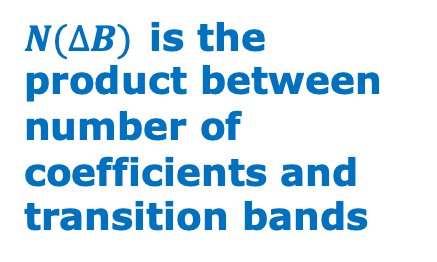 N(ΔB) is the
product between
number of
coefficients and
transition bands